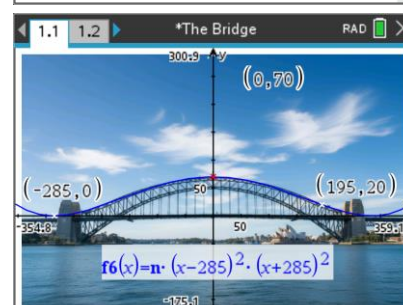 1.1 1.2 *The Bridge RAD
300.9 y
(0,70)
(-285,0) 50 (195,20)
-354.8 50 359.1
f6(x)=n·(x-285)²·(x+285)²
-175.1